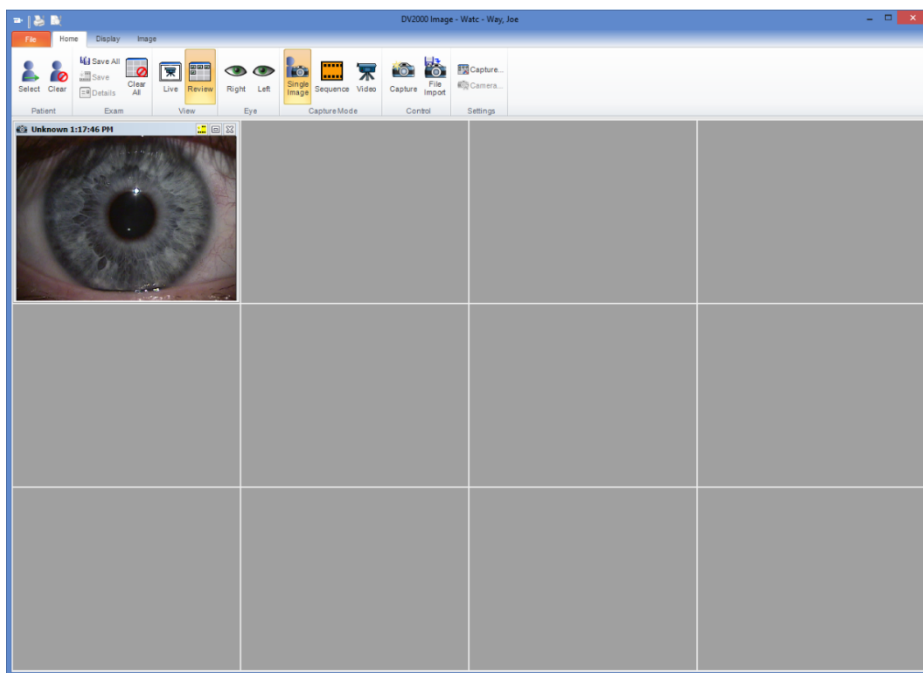 DV2000 Image - Watc - Way, Joe
File Home Display Image
Select Clear
Patient
Save All
Save
Details
Clear All
Exam
Live Review
View
Right Left
Eye
Single Image Sequence Video
Capture Mode
Capture File Import
Control
Capture...
Camera...
Settings
Unknown 1:17:46 PM